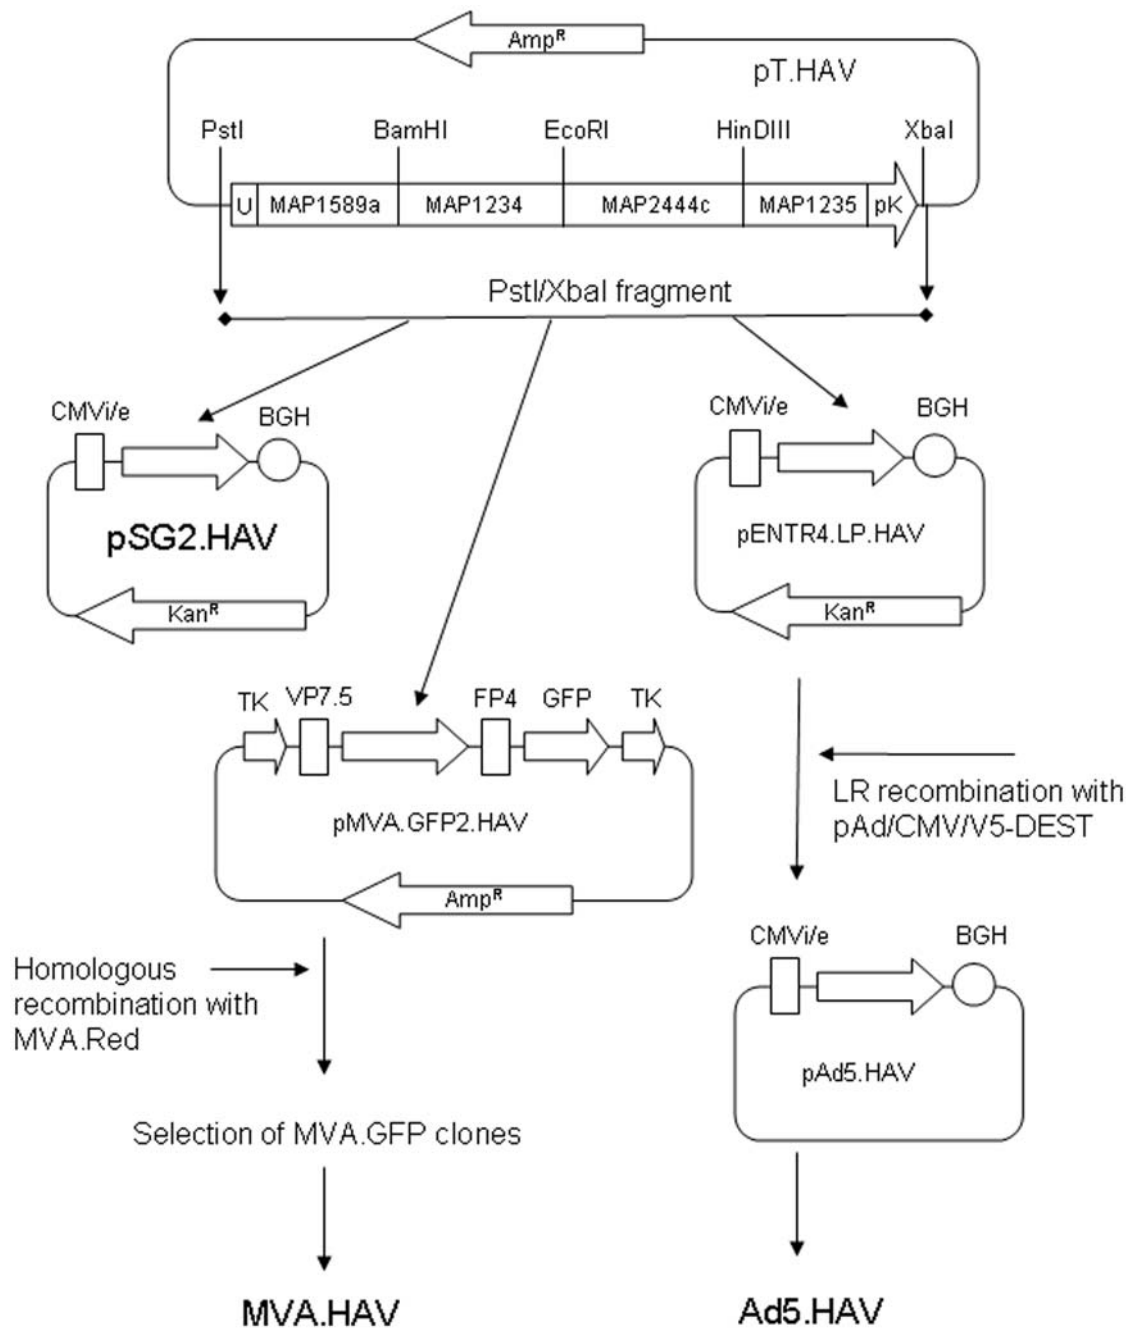 Amp^R
pT.HAV
PstI BamHI EcoRI HinDIII XbaI
U MAP1589a MAP1234 MAP2444c MAP1235 pK
PstI/XbaI fragment
CMVi/e BGH
pSG2.HAV
Kan^R
CMVi/e BGH
pENTR4.LP.HAV
Kan^R
TK VP7.5 FP4 GFP TK
pMVA.GFP2.HAV
Amp^R
LR recombination with
pAd/CMV/V5-DEST
Homologous
recombination with
MVA.Red
CMVi/e BGH
pAd5.HAV
Selection of MVA.GFP clones
MVA.HAV
Ad5.HAV